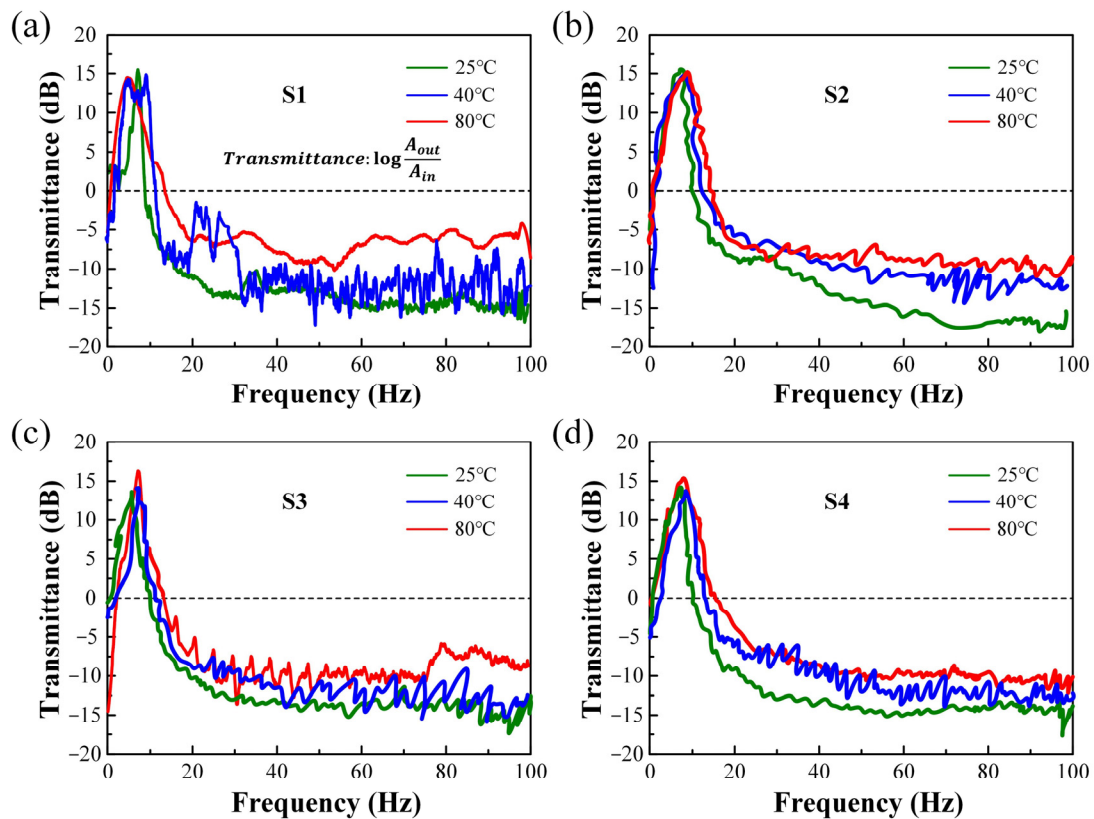 (a)
Transmittance (dB)
20
15
10
5
0
−5
−10
−15
−20
S1
25℃
40℃
80℃
Transmittance: log A_out / A_in
0 20 40 60 80 100
Frequency (Hz)
(b)
Transmittance (dB)
20
15
10
5
0
−5
−10
−15
−20
S2
25℃
40℃
80℃
0 20 40 60 80 100
Frequency (Hz)
(c)
Transmittance (dB)
20
15
10
5
0
−5
−10
−15
−20
S3
25℃
40℃
80℃
0 20 40 60 80 100
Frequency (Hz)
(d)
Transmittance (dB)
20
15
10
5
0
−5
−10
−15
−20
S4
25℃
40℃
80℃
0 20 40 60 80 100
Frequency (Hz)